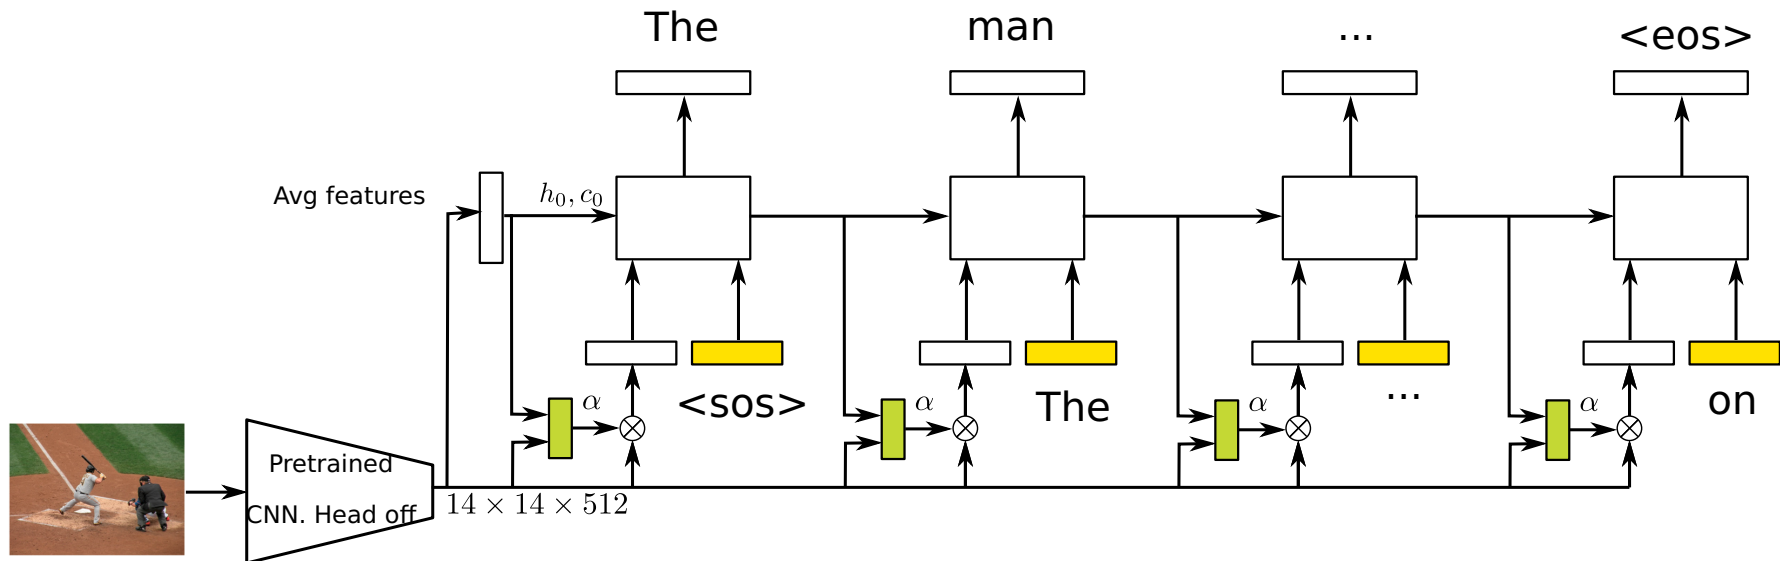 The man ... <eos>
Avg features
h₀, c₀
α α α α
<sos> The ... on
Pretrained
CNN. Head off
14 × 14 × 512